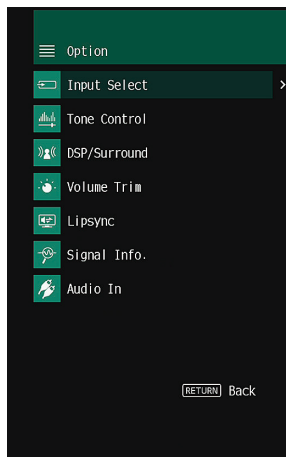 Option
Input Select
Tone Control
DSP/Surround
Volume Trim
Lipsync
Signal Info.
Audio In
RETURN Back